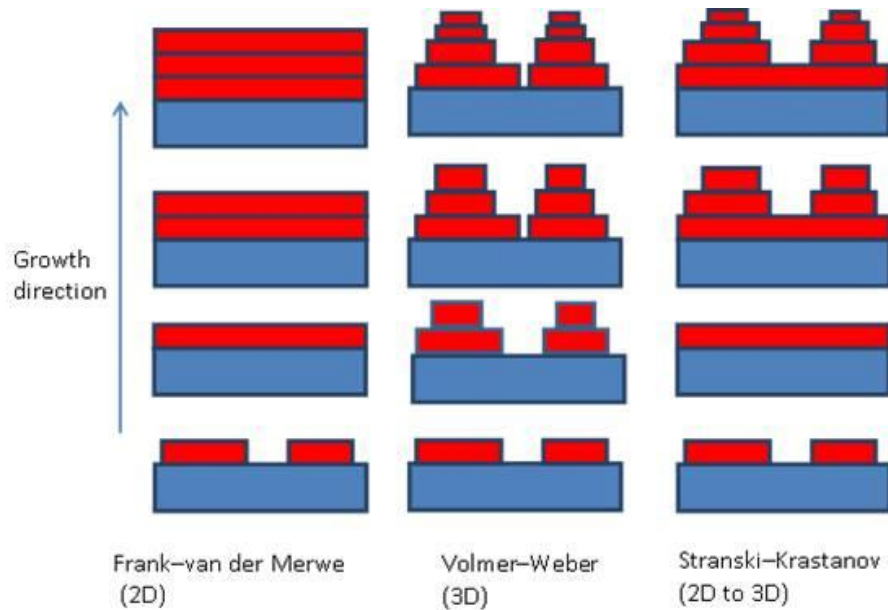 Growth
direction
Frank–van der Merwe
(2D)
Volmer–Weber
(3D)
Stranski–Krastanov
(2D to 3D)